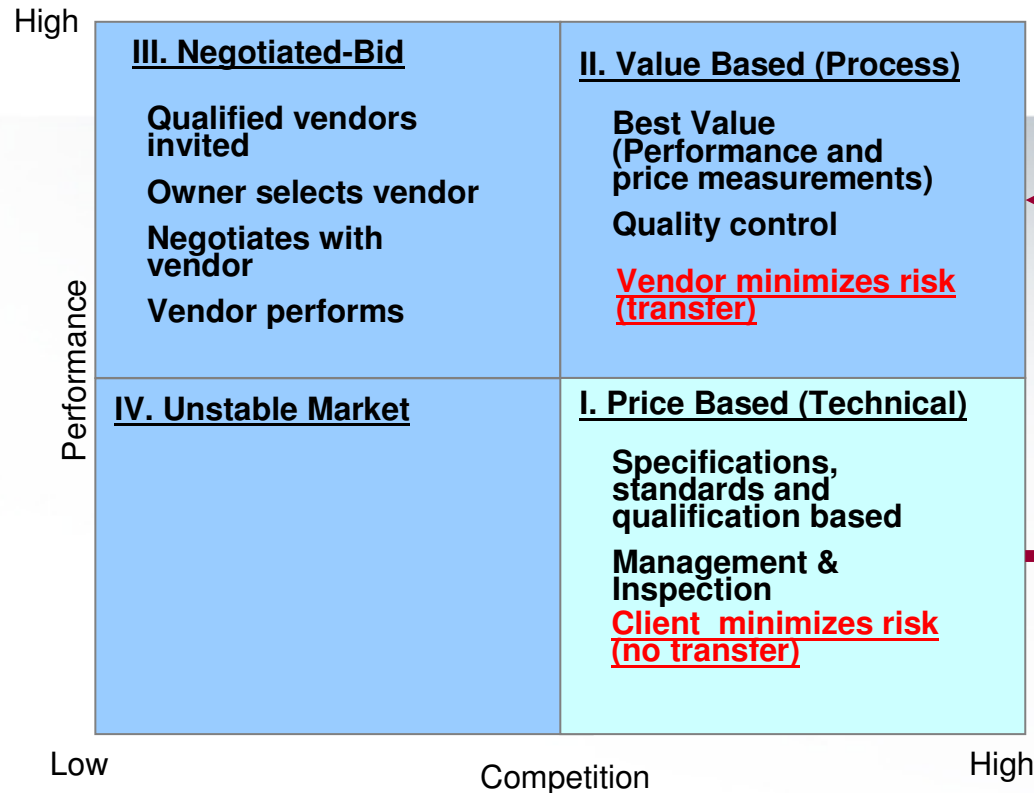 High
III. Negotiated-Bid
Qualified vendors
invited
Owner selects vendor
Negotiates with
vendor
Vendor performs
II. Value Based (Process)
Best Value
(Performance and
price measurements)
Quality control
Vendor minimizes risk
(transfer)
Performance
IV. Unstable Market
I. Price Based (Technical)
Specifications,
standards and
qualification based
Management &
Inspection
Client  minimizes risk
(no transfer)
Low
Competition
High